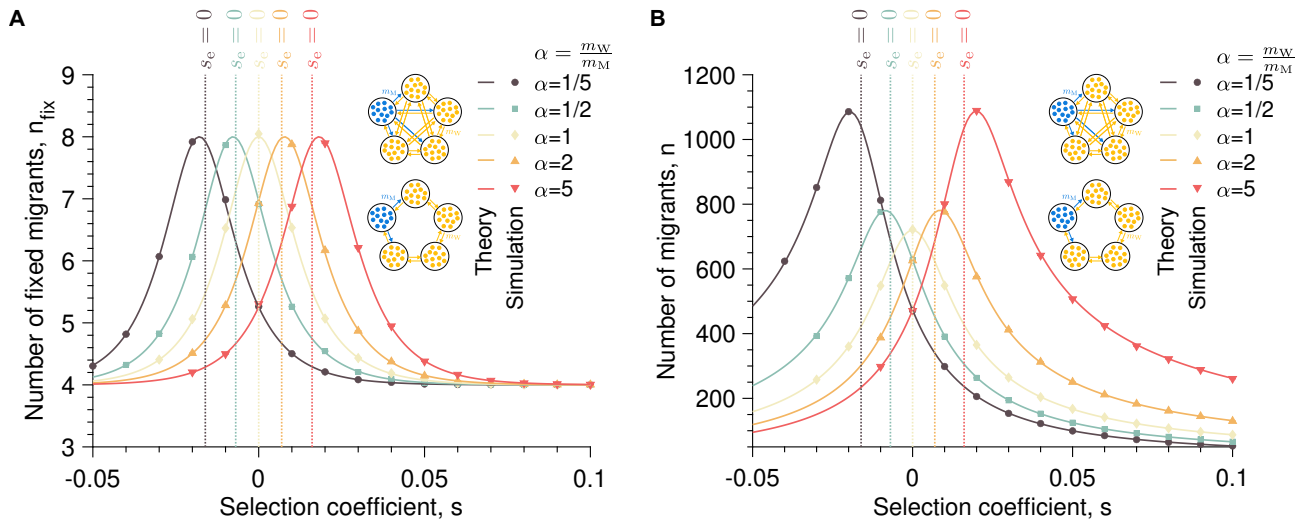 A
s_e = 0
s_e = 0
s_e = 0
s_e = 0
s_e = 0
α = m_W/m_M
α=1/5
α=1/2
α=1
α=2
α=5
Theory
Simulation
m_M
m_W
m_M
m_W
Number of fixed migrants, n_fix
9
8
7
6
5
4
3
-0.05
0
0.05
0.1
Selection coefficient, s
B
s_e = 0
s_e = 0
s_e = 0
s_e = 0
s_e = 0
α = m_W/m_M
α=1/5
α=1/2
α=1
α=2
α=5
Theory
Simulation
m_M
m_W
m_M
m_W
Number of migrants, n
1200
1000
800
600
400
200
-0.05
0
0.05
0.1
Selection coefficient, s